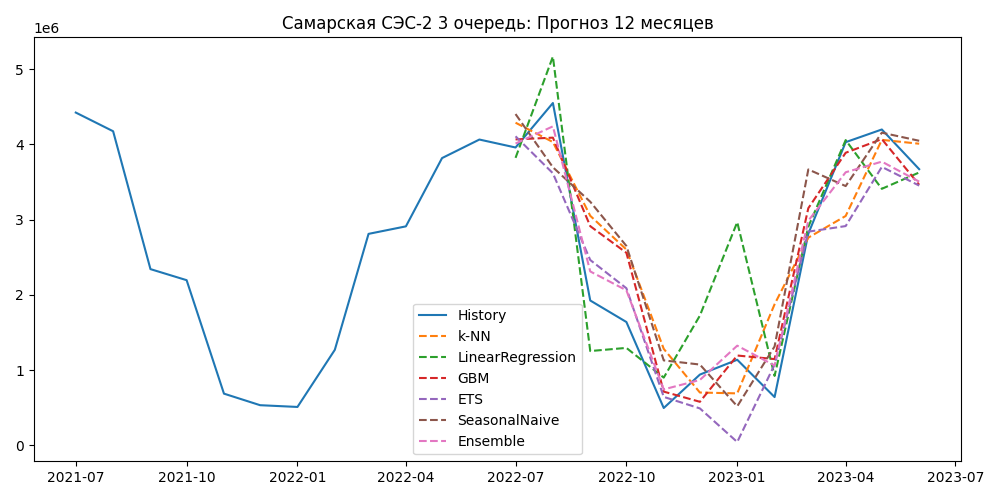 Самарская СЭС-2 3 очередь: Прогноз 12 месяцев
1e6
5
4
3
2
1
0
History
k-NN
LinearRegression
GBM
ETS
SeasonalNaive
Ensemble
2021-07
2021-10
2022-01
2022-04
2022-07
2022-10
2023-01
2023-04
2023-07